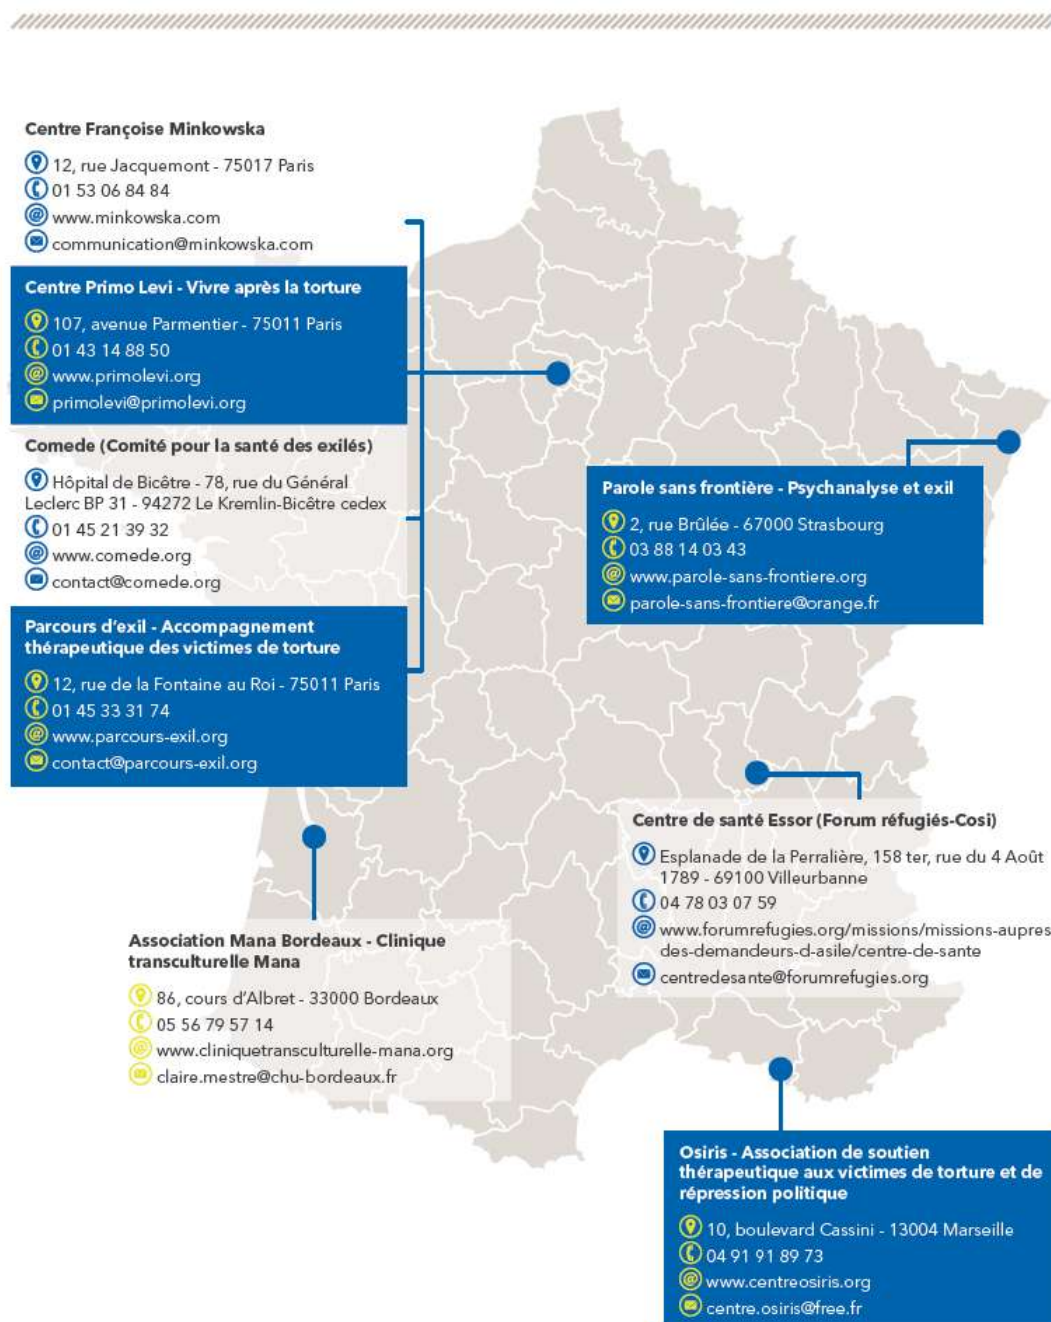 Centre Françoise Minkowska
12, rue Jacquemont - 75017 Paris
01 53 06 84 84
www.minkowska.com
communication@minkowska.com
Centre Primo Levi - Vivre après la torture
107, avenue Parmentier - 75011 Paris
01 43 14 88 50
www.primolevi.org
primolevi@primolevi.org
Comede (Comité pour la santé des exilés)
Hôpital de Bicêtre - 78, rue du Général
Leclerc BP 31 - 94272 Le Kremlin-Bicêtre cedex
01 45 21 39 32
www.comede.org
contact@comede.org
Parcours d'exil - Accompagnement
thérapeutique des victimes de torture
12, rue de la Fontaine au Roi - 75011 Paris
01 45 33 31 74
www.parcours-exil.org
contact@parcours-exil.org
Parole sans frontière - Psychanalyse et exil
2, rue Brûlée - 67000 Strasbourg
03 88 14 03 43
www.parole-sans-frontiere.org
parole-sans-frontiere@orange.fr
Centre de santé Essor (Forum réfugiés-Cosi)
Esplanade de la Perralière, 158 ter, rue du 4 Août
1789 - 69100 Villeurbanne
04 78 03 07 59
www.forumrefugies.org/missions/missions-aupres
des-demandeurs-d-asile/centre-de-sante
centredesante@forumrefugies.org
Association Mana Bordeaux - Clinique
transculturelle Mana
86, cours d'Albret - 33000 Bordeaux
05 56 79 57 14
www.cliniquetransculturelle-mana.org
claire.mestre@chu-bordeaux.fr
Osiris - Association de soutien
thérapeutique aux victimes de torture et de
répression politique
10, boulevard Cassini - 13004 Marseille
04 91 91 89 73
www.centreosiris.org
centre.osiris@free.fr